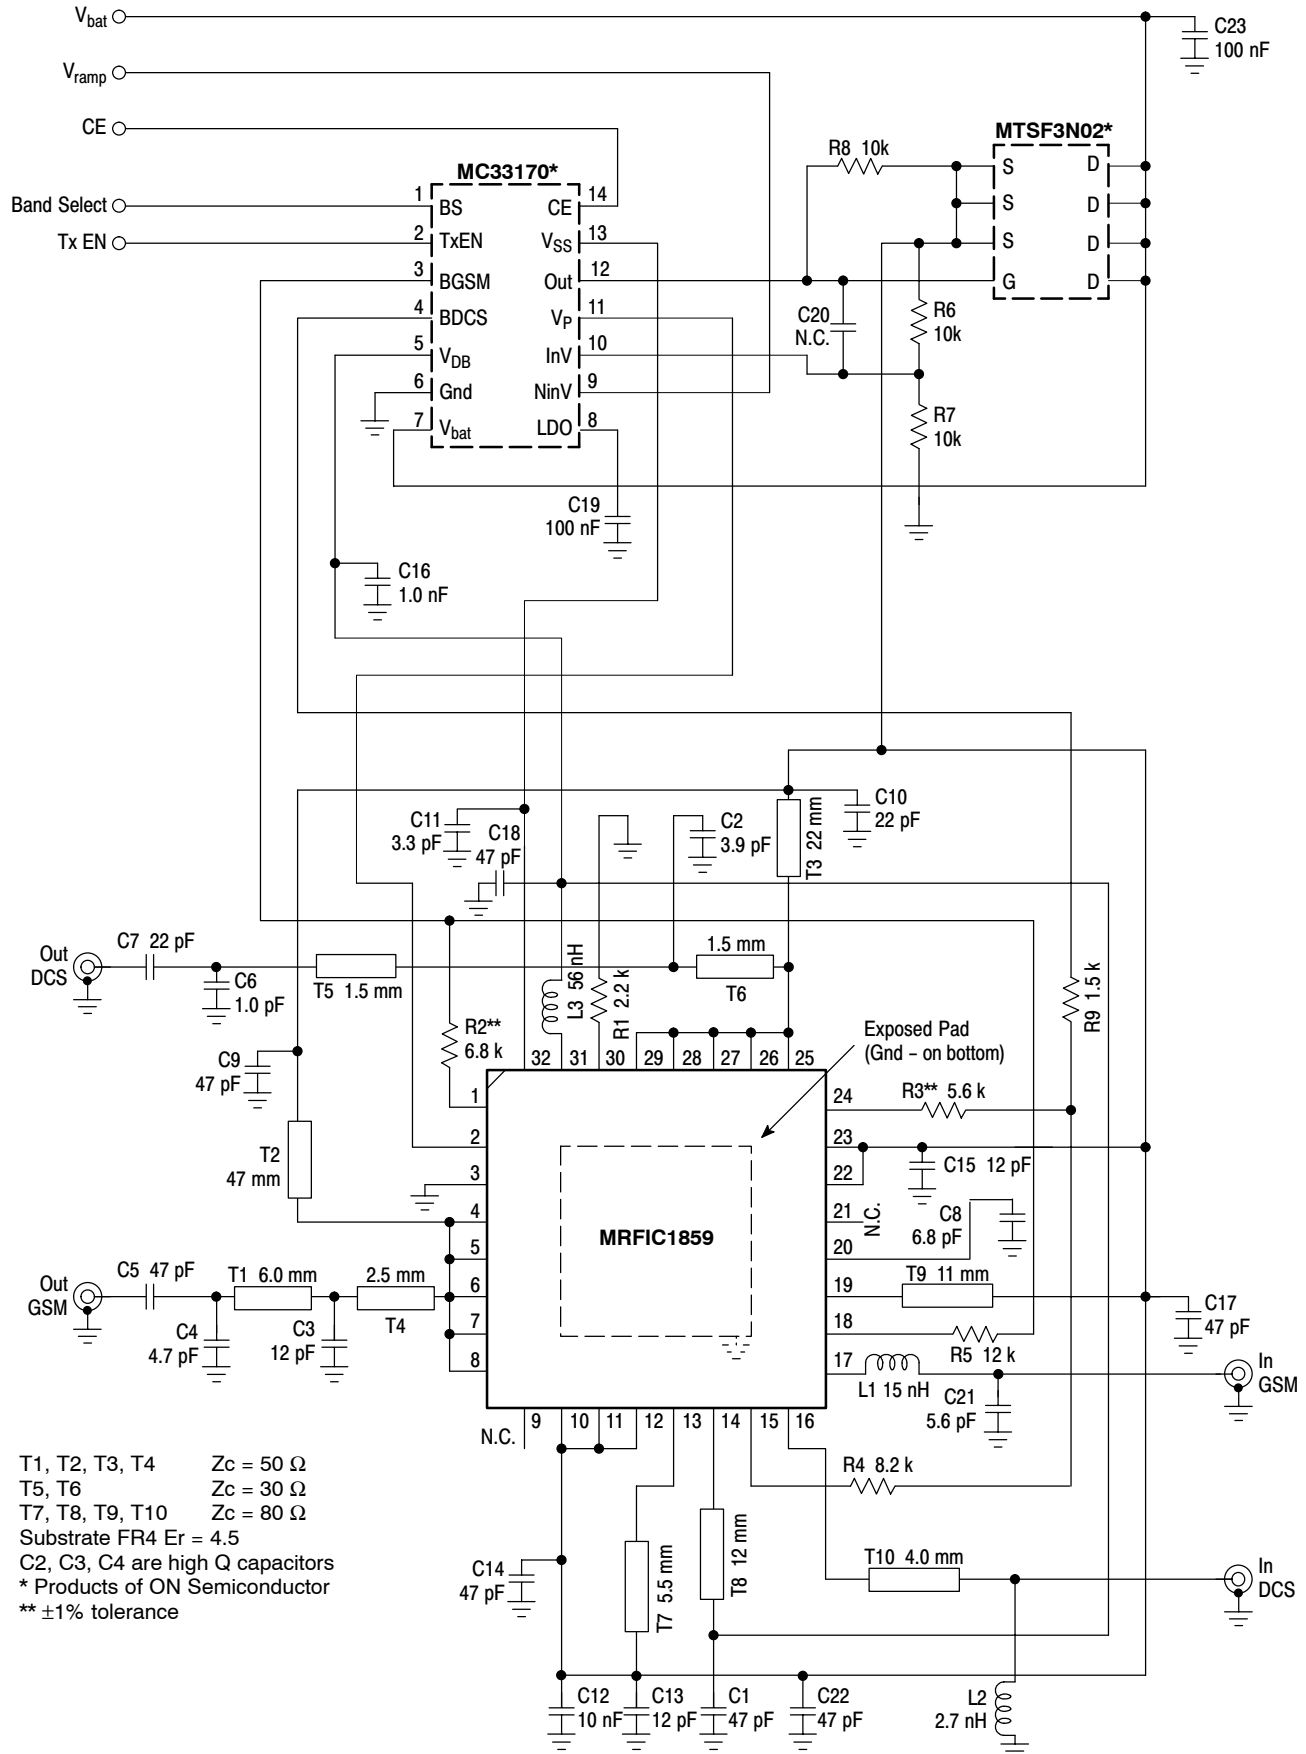 Vbat
C23
100 nF
Vramp
CE
MTSF3N02*
R8 10k
S D
S D
S D
G D
MC33170*
Band Select
Tx EN
1 BS CE 14
2 TxEN VSS 13
3 BGSM Out 12
4 BDCS VP 11
5 VDB InV 10
6 Gnd NinV 9
7 Vbat LDO 8
C20
N.C.
R6
10k
R7
10k
C19
100 nF
C16
1.0 nF
C11
3.3 pF
C18
47 pF
C2
3.9 pF
T3 22 mm
C10
22 pF
Out
DCS
C7 22 pF
C6
1.0 pF
T5 1.5 mm
1.5 mm
T6
L3 56 nH
R1 2.2 k
R9 1.5 k
R2**
6.8 k
C9
47 pF
Exposed Pad
(Gnd – on bottom)
32 31 30 29 28 27 26 25
1
2
3
4
5
6
7
8
24
23
22
21
20
19
18
17
R3** 5.6 k
C15 12 pF
N.C.
C8
6.8 pF
T2
47 mm
MRFIC1859
T9 11 mm
C17
47 pF
R5 12 k
L1 15 nH
C21
5.6 pF
In
GSM
Out
GSM
C5 47 pF
T1 6.0 mm
2.5 mm
T4
C4
4.7 pF
C3
12 pF
N.C.
9 10 11 12 13 14 15 16
R4 8.2 k
T1, T2, T3, T4 Zc = 50 Ω
T5, T6 Zc = 30 Ω
T7, T8, T9, T10 Zc = 80 Ω
Substrate FR4 Er = 4.5
C2, C3, C4 are high Q capacitors
* Products of ON Semiconductor
** ±1% tolerance
C14
47 pF
T7 5.5 mm
T8 12 mm
T10 4.0 mm
In
DCS
C12
10 nF
C13
12 pF
C1
47 pF
C22
47 pF
L2
2.7 nH